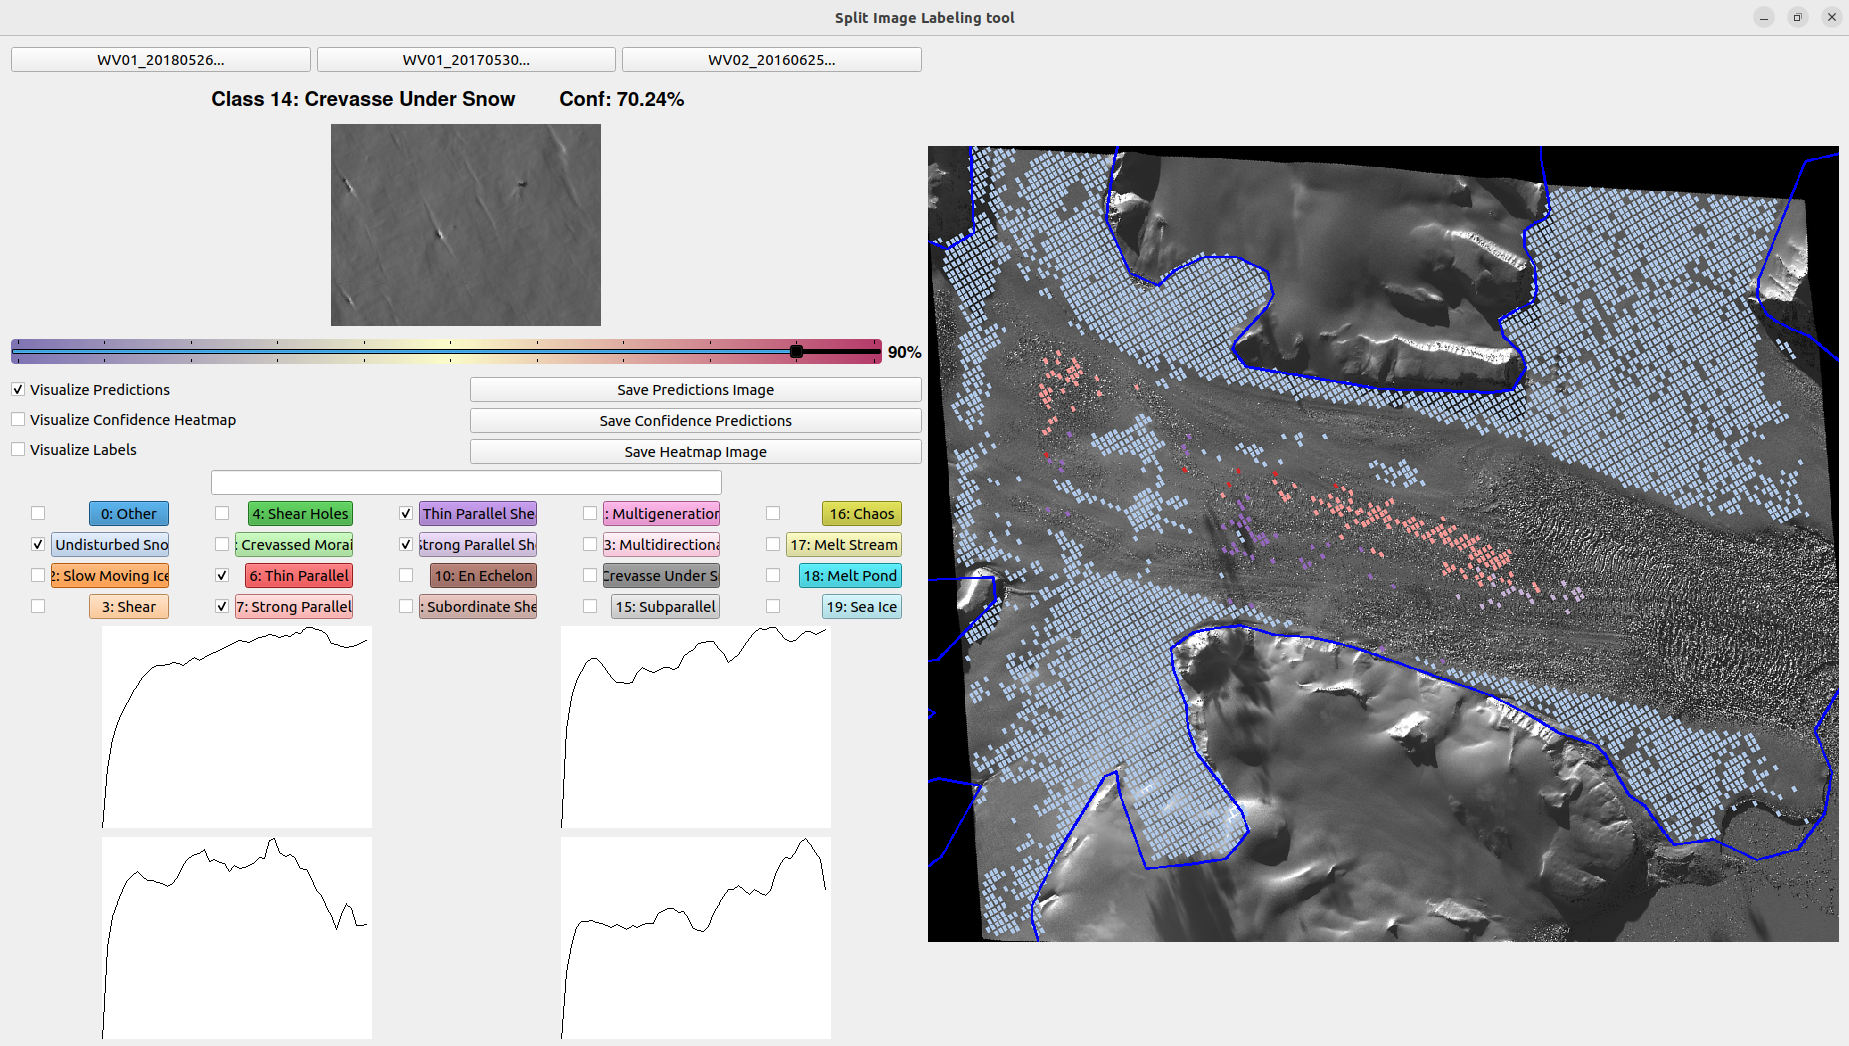 Split Image Labeling tool
WV01_20180526...
WV01_20170530...
WV02_20160625...
Class 14: Crevasse Under Snow Conf: 70.24%
90%
Visualize Predictions
Save Predictions Image
Visualize Confidence Heatmap
Save Confidence Predictions
Visualize Labels
Save Heatmap Image
0: Other
4: Shear Holes
Thin Parallel She
: Multigeneration
16: Chaos
Undisturbed Sno
: Crevassed Morai
Strong Parallel Sh
3: Multidirectiona
17: Melt Stream
2: Slow Moving Ice
6: Thin Parallel
10: En Echelon
Crevasse Under S
18: Melt Pond
3: Shear
7: Strong Parallel
: Subordinate She
15: Subparallel
19: Sea Ice